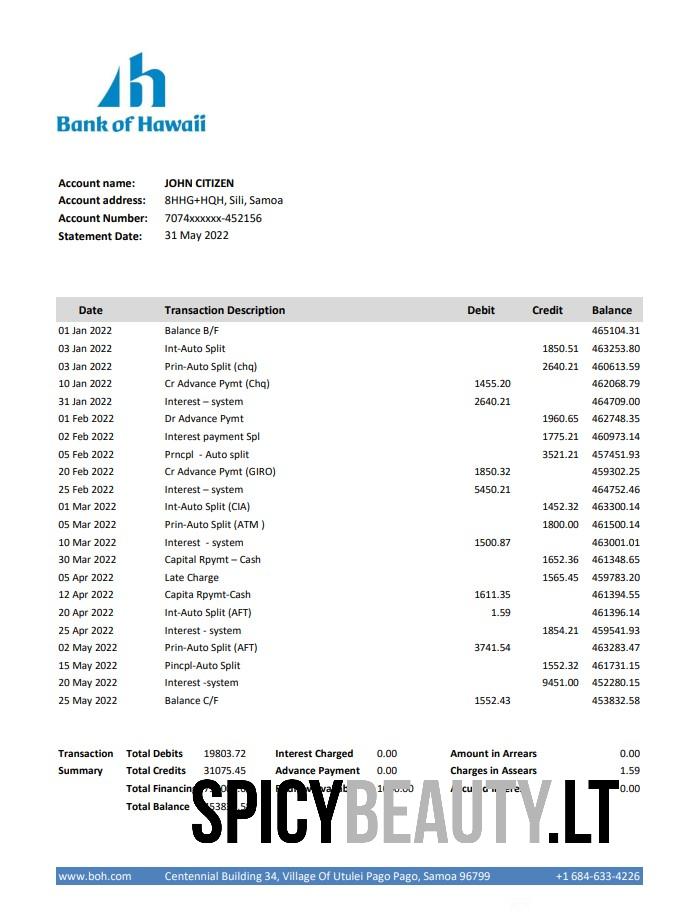 Bank of Hawaii
Account name: JOHN CITIZEN
Account address: 8HHG+HQH, Sili, Samoa
Account Number: 7074xxxxxx-452156
Statement Date: 31 May 2022
Date Transaction Description Debit Credit Balance
01 Jan 2022 Balance B/F 465104.31
03 Jan 2022 Int-Auto Split 1850.51 463253.80
03 Jan 2022 Prin-Auto Split (chq) 2640.21 460613.59
10 Jan 2022 Cr Advance Pymt (Chq) 1455.20 462068.79
31 Jan 2022 Interest – system 2640.21 464709.00
01 Feb 2022 Dr Advance Pymt 1960.65 462748.35
02 Feb 2022 Interest payment Spl 1775.21 460973.14
05 Feb 2022 Prncpl - Auto split 3521.21 457451.93
20 Feb 2022 Cr Advance Pymt (GIRO) 1850.32 459302.25
25 Feb 2022 Interest – system 5450.21 464752.46
01 Mar 2022 Int-Auto Split (CIA) 1452.32 463300.14
05 Mar 2022 Prin-Auto Split (ATM ) 1800.00 461500.14
10 Mar 2022 Interest - system 1500.87 463001.01
30 Mar 2022 Capital Rpymt – Cash 1652.36 461348.65
05 Apr 2022 Late Charge 1565.45 459783.20
12 Apr 2022 Capita Rpymt-Cash 1611.35 461394.55
20 Apr 2022 Int-Auto Split (AFT) 1.59 461396.14
25 Apr 2022 Interest - system 1854.21 459541.93
02 May 2022 Prin-Auto Split (AFT) 3741.54 463283.47
15 May 2022 Pincpl-Auto Split 1552.32 461731.15
20 May 2022 Interest -system 9451.00 452280.15
25 May 2022 Balance C/F 1552.43 453832.58
Transaction Total Debits 19803.72 Interest Charged 0.00 Amount in Arrears 0.00
Summary Total Credits 31075.45 Advance Payment 0.00 Charges in Assears 1.59
Total Financing 0.00
Total Balance
SPICYBEAUTY.LT
www.boh.com Centennial Building 34, Village Of Utulei Pago Pago, Samoa 96799 +1 684-633-4226